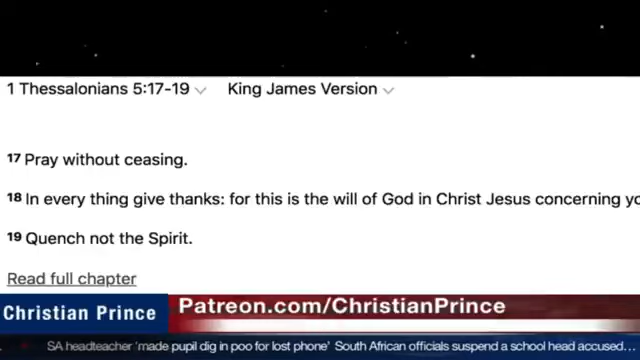 1 Thessalonians 5:17-19 King James Version
17 Pray without ceasing.
18 In every thing give thanks: for this is the will of God in Christ Jesus concerning yo
19 Quench not the Spirit.
Read full chapter
Christian Prince Patreon.com/ChristianPrince
SA headteacher 'made pupil dig in poo for lost phone' South African officials suspend a school head accused...